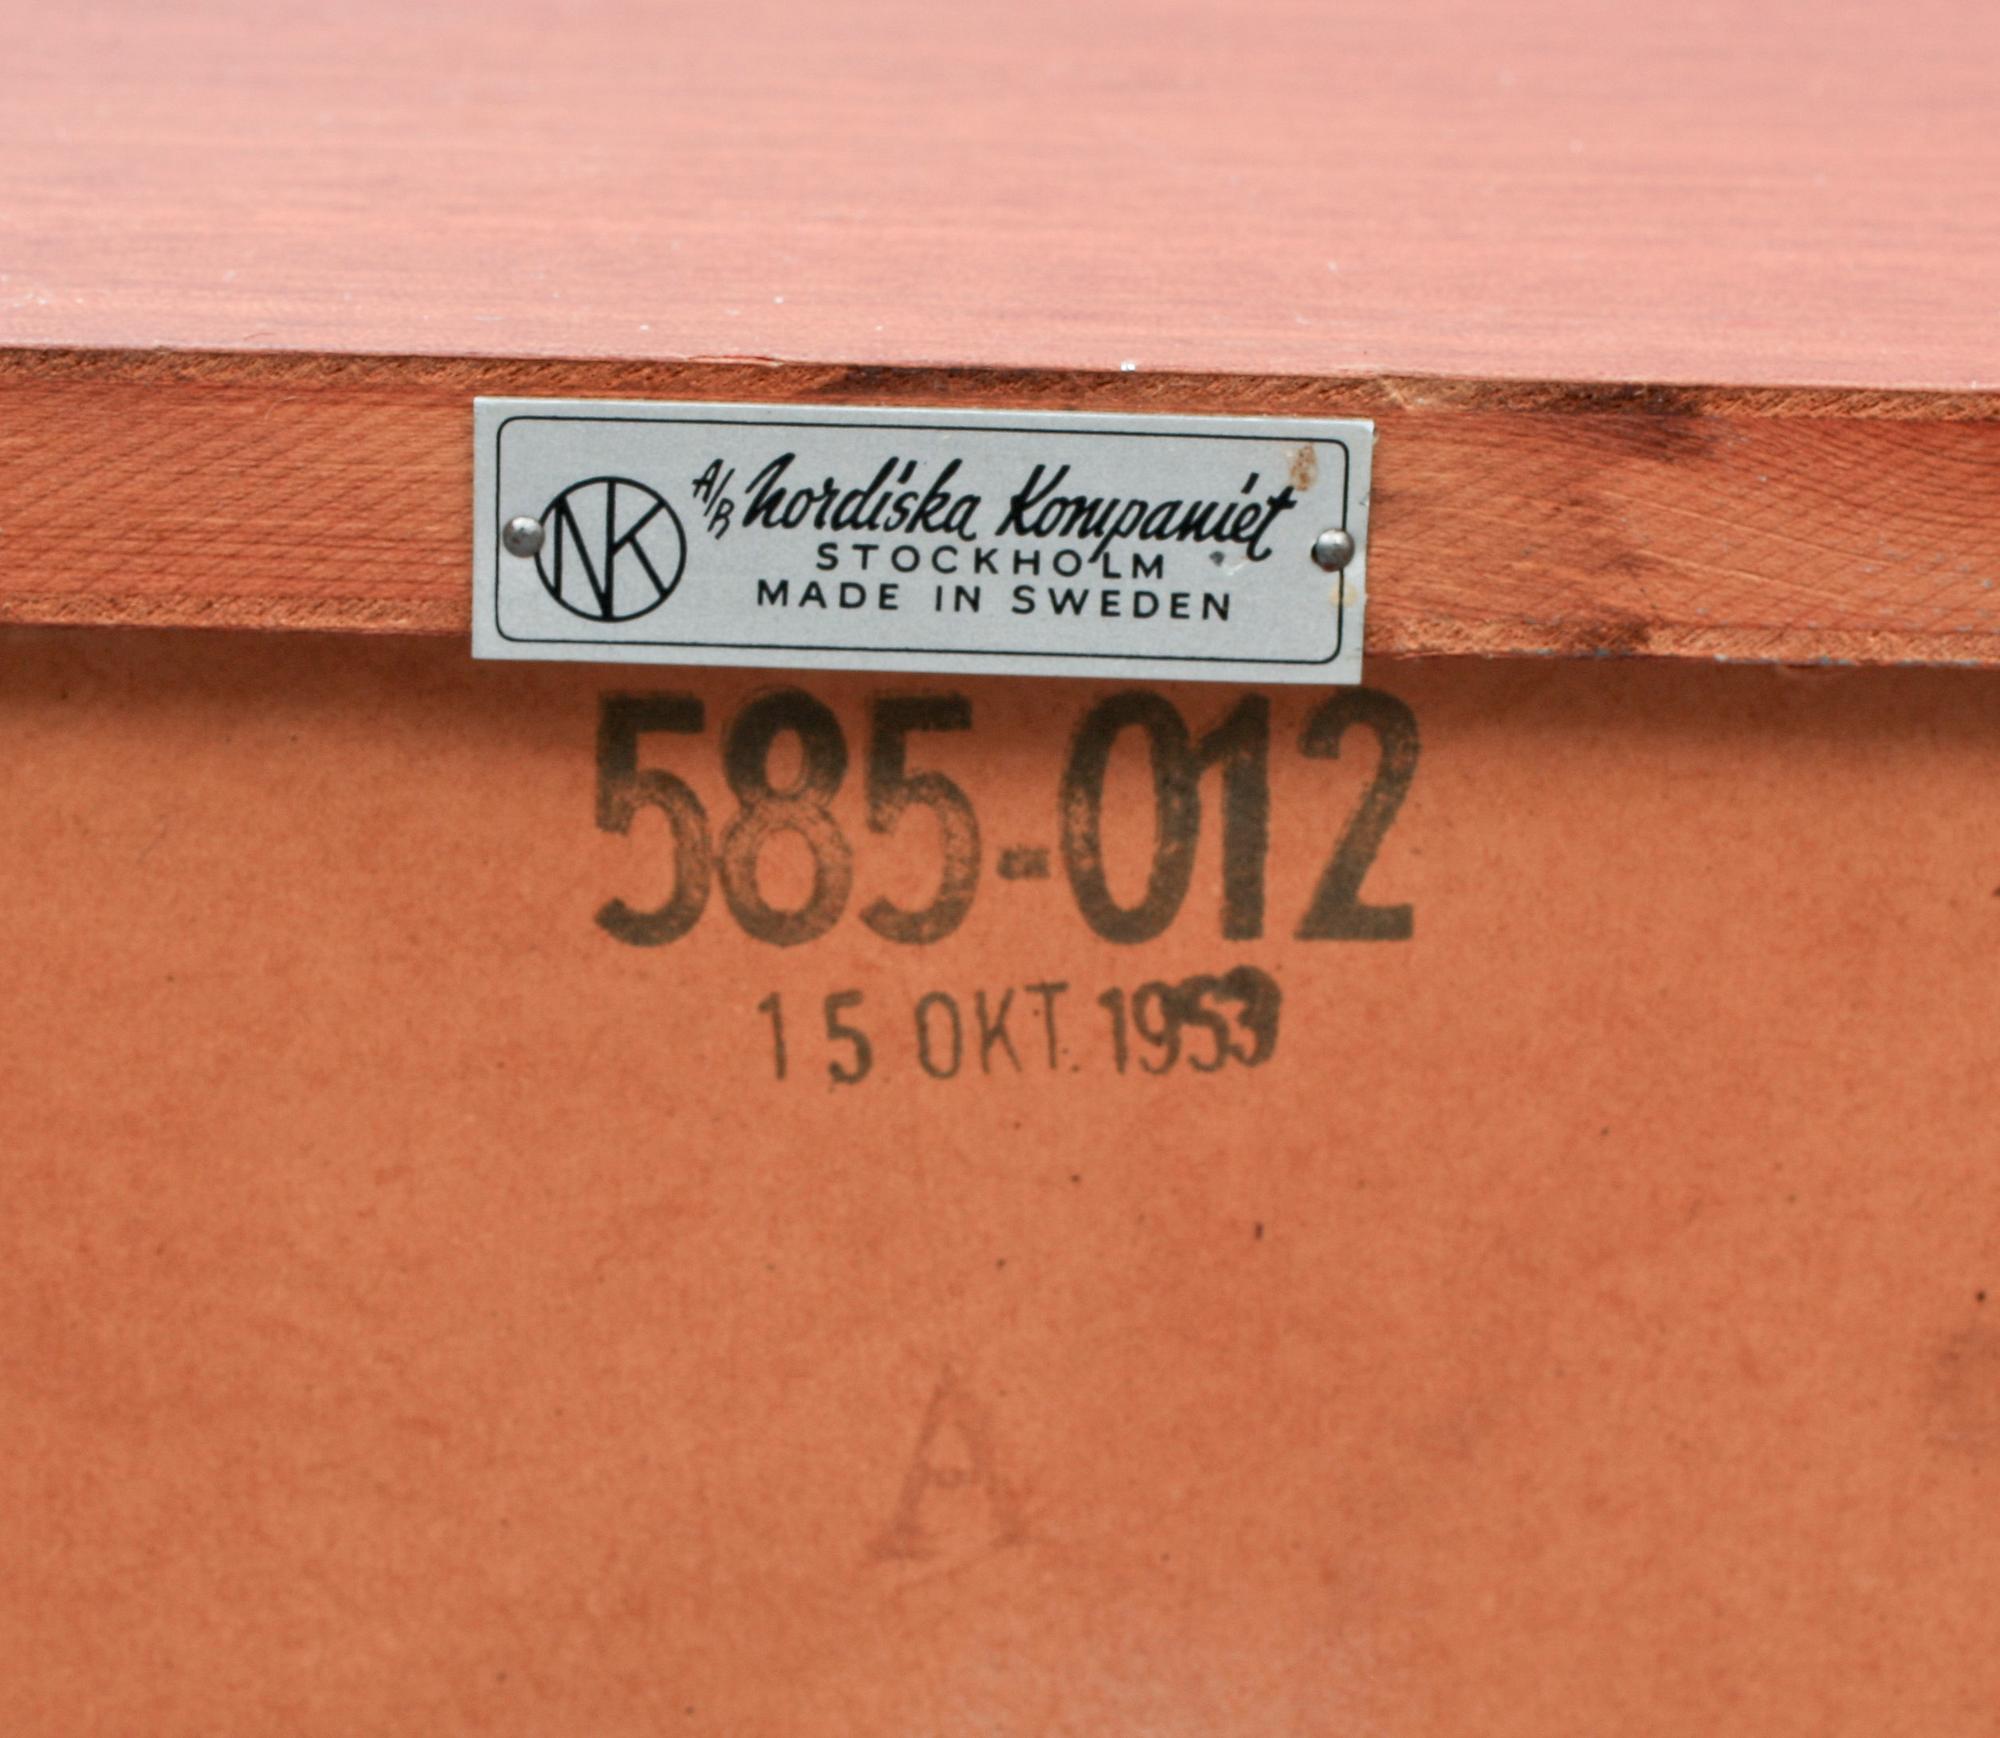 NK
A/B Nordiska Kompaniet
STOCKHOLM
MADE IN SWEDEN
585-012
15 OKT. 1953
A